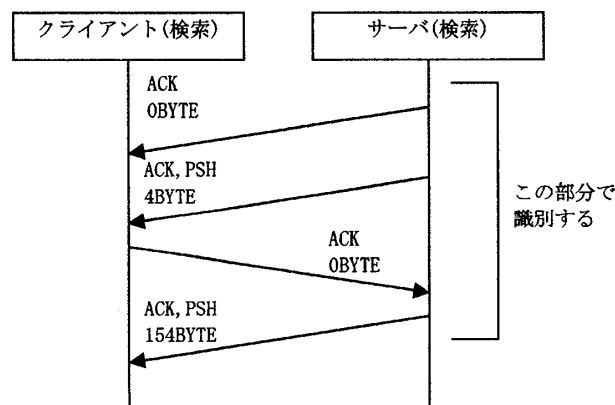 クライアント(検索)
サーバ(検索)
ACK
0BYTE
ACK,PSH
4BYTE
この部分で
識別する
ACK
0BYTE
ACK,PSH
154BYTE